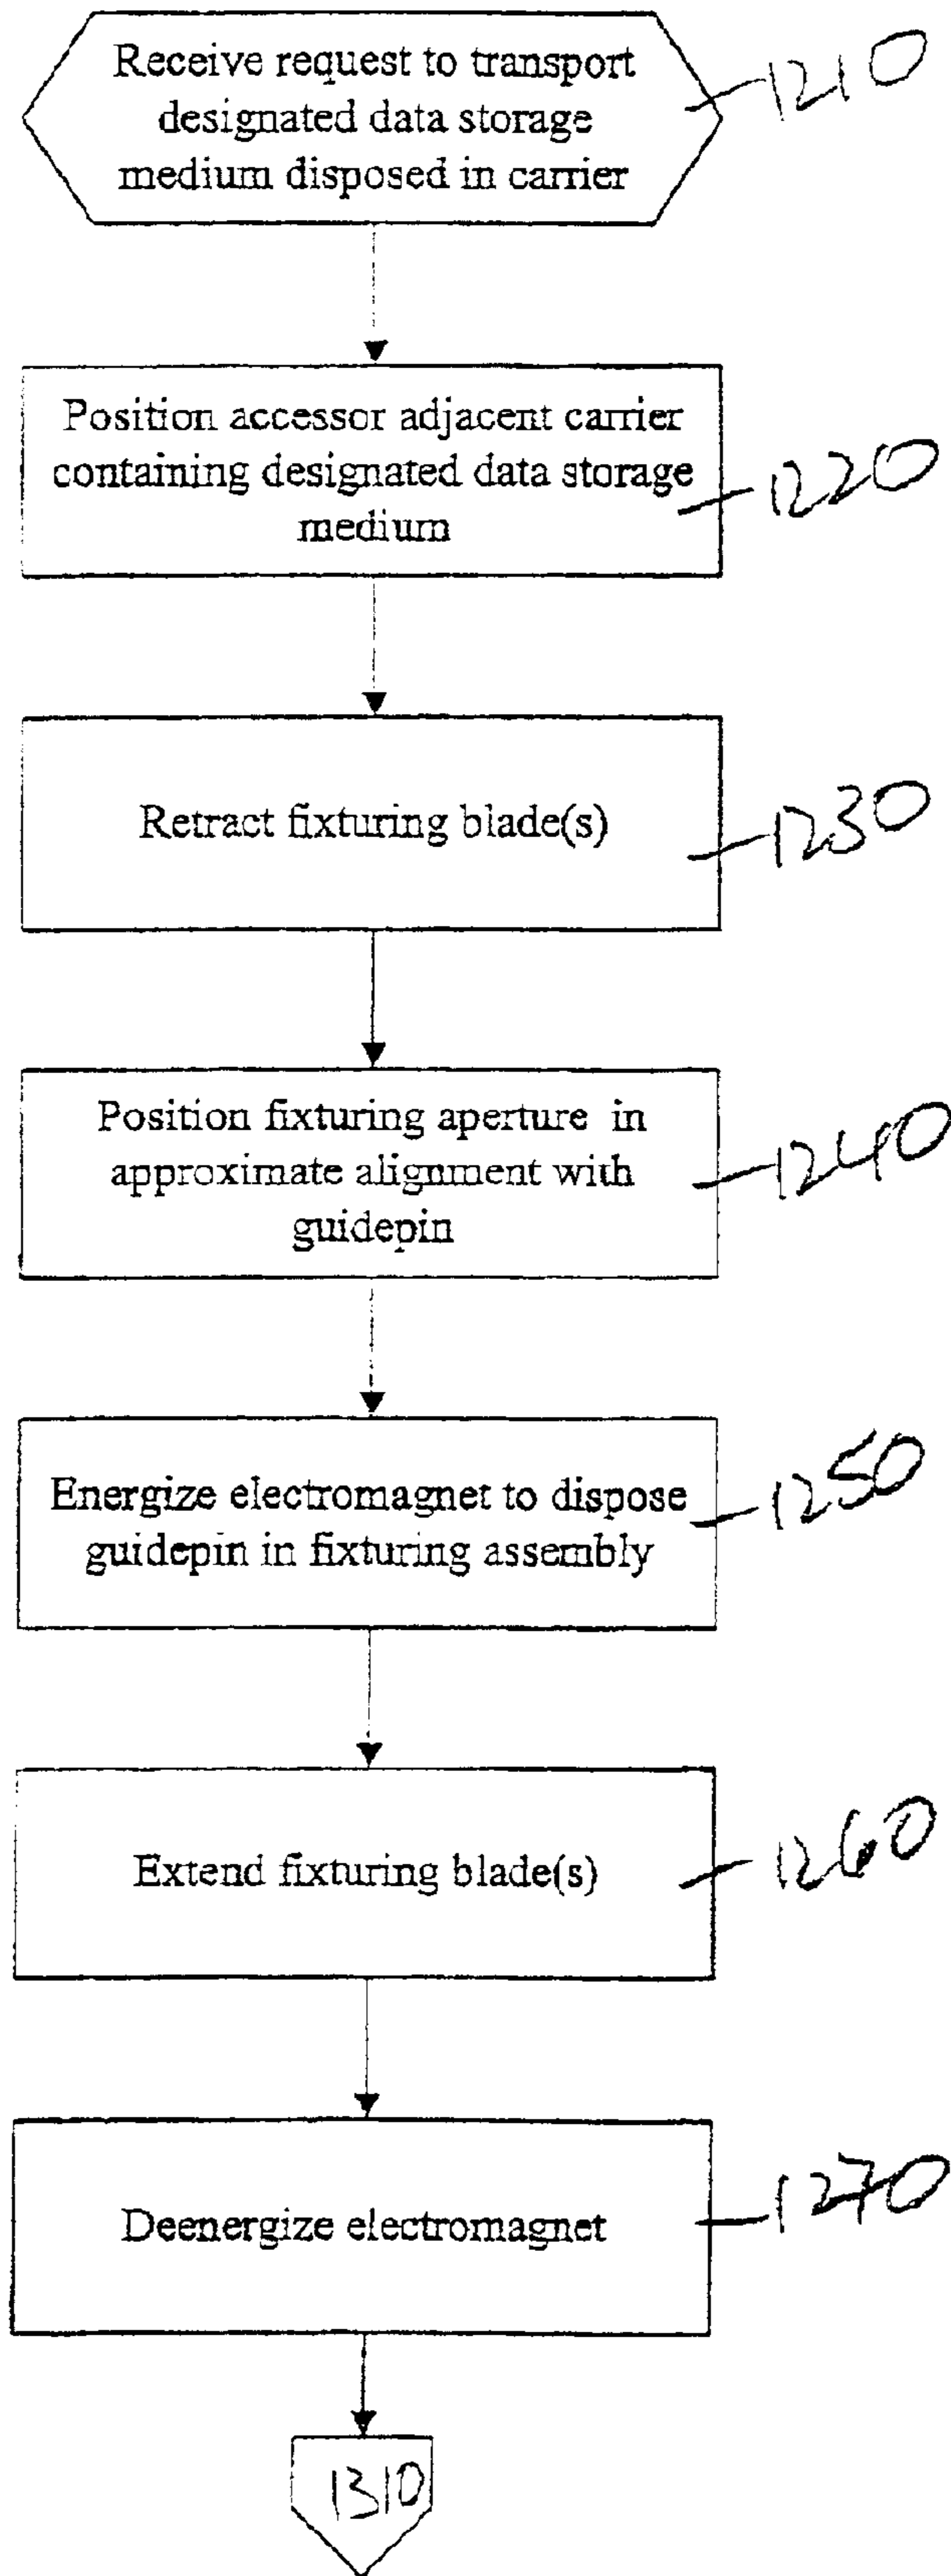 Receive request to transport
designated data storage
medium disposed in carrier
1210
Position accessor adjacent carrier
containing designated data storage
medium
1220
Retract fixturing blade(s)
1230
Position fixturing aperture in
approximate alignment with
guidepin
1240
Energize electromagnet to dispose
guidepin in fixturing assembly
1250
Extend fixturing blade(s)
1260
Deenergize electromagnet
1270
1310